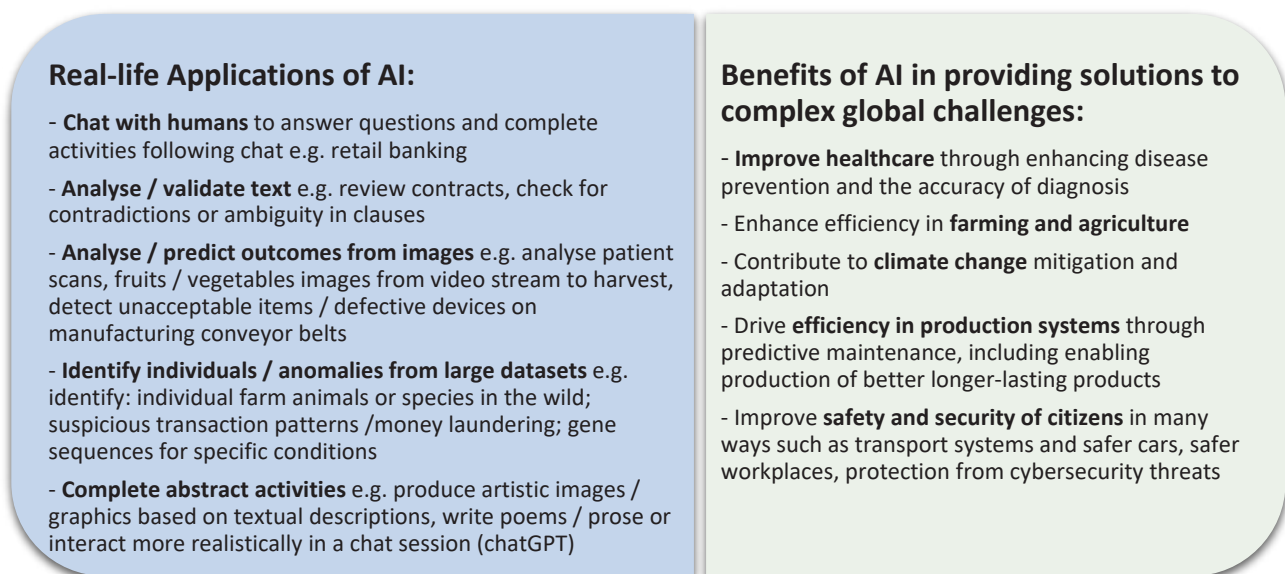 Real-life Applications of AI:
- Chat with humans to answer questions and complete
activities following chat e.g. retail banking
- Analyse / validate text e.g. review contracts, check for
contradictions or ambiguity in clauses
- Analyse / predict outcomes from images e.g. analyse patient
scans, fruits / vegetables images from video stream to harvest,
detect unacceptable items / defective devices on
manufacturing conveyor belts
- Identify individuals / anomalies from large datasets e.g.
identify: individual farm animals or species in the wild;
suspicious transaction patterns /money laundering; gene
sequences for specific conditions
- Complete abstract activities e.g. produce artistic images /
graphics based on textual descriptions, write poems / prose or
interact more realistically in a chat session (chatGPT)
Benefits of AI in providing solutions to
complex global challenges:
- Improve healthcare through enhancing disease
prevention and the accuracy of diagnosis
- Enhance efficiency in farming and agriculture
- Contribute to climate change mitigation and
adaptation
- Drive efficiency in production systems through
predictive maintenance, including enabling
production of better longer-lasting products
- Improve safety and security of citizens in many
ways such as transport systems and safer cars, safer
workplaces, protection from cybersecurity threats